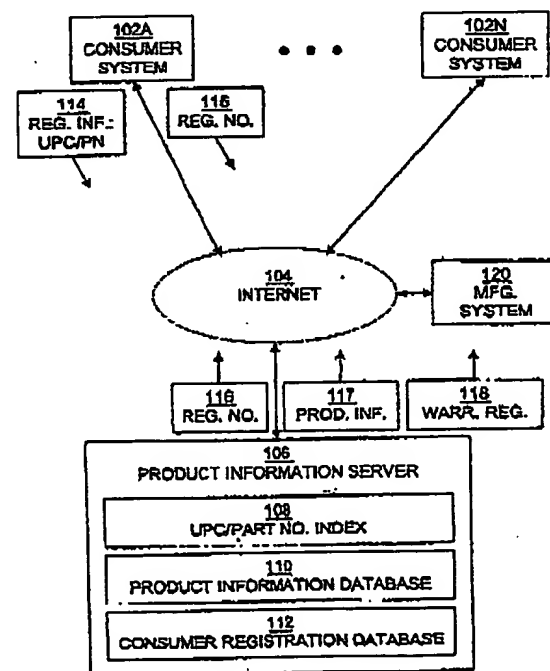 102A
CONSUMER
SYSTEM
102N
CONSUMER
SYSTEM
114
REG. INF.:
UPC/PN
115
REG. NO.
104
INTERNET
120
MFG.
SYSTEM
116
REG. NO.
117
PROD. INF.
118
WARR. REG.
106
PRODUCT INFORMATION SERVER
108
UPC/PART NO. INDEX
110
PRODUCT INFORMATION DATABASE
112
CONSUMER REGISTRATION DATABASE